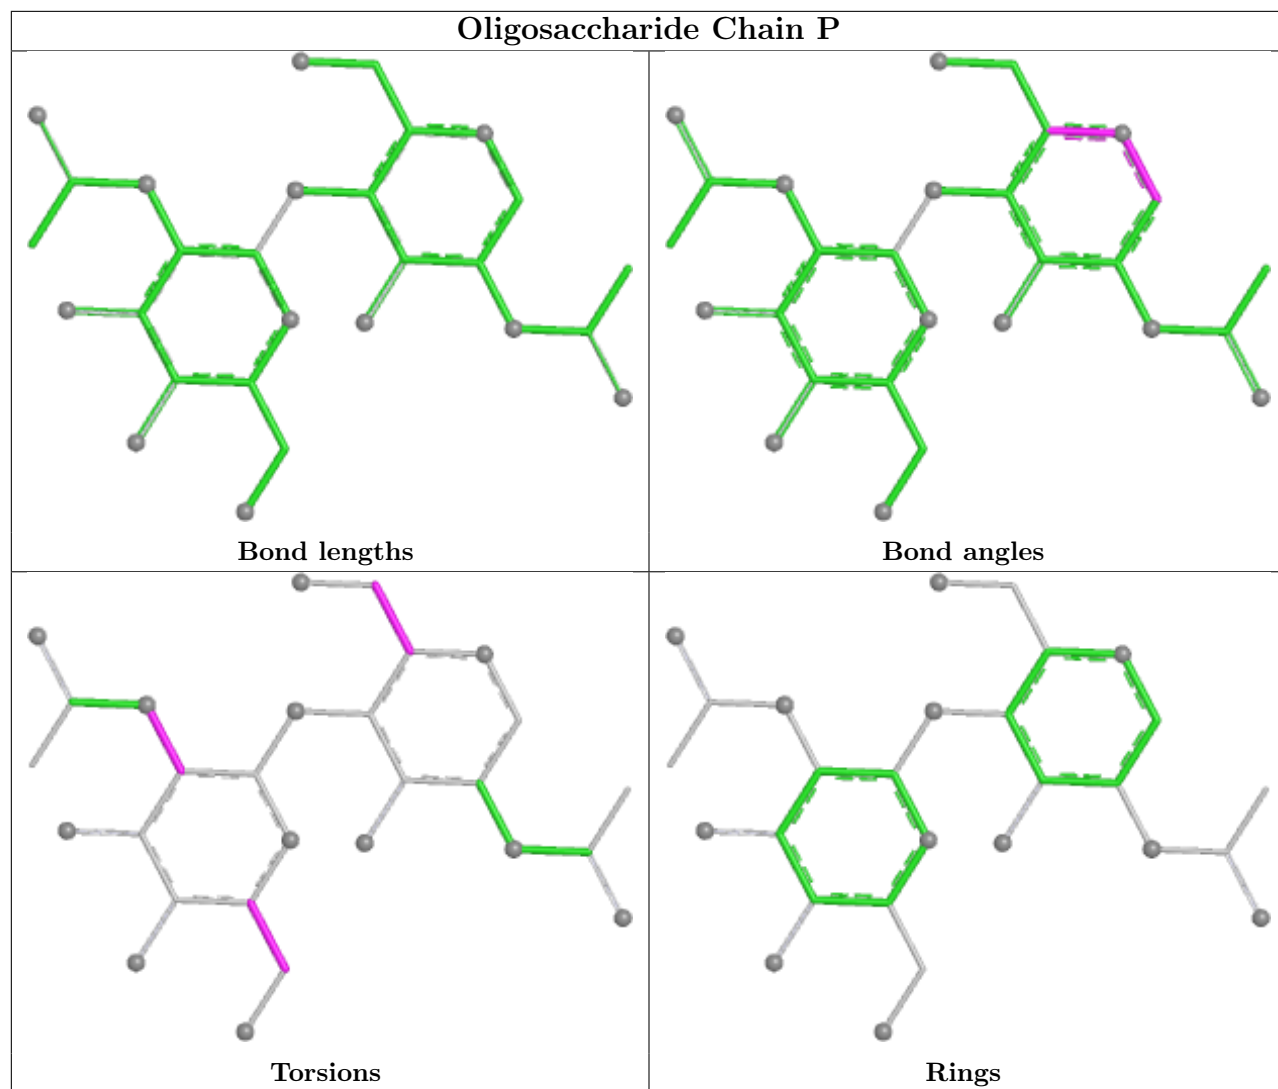 Oligosaccharide Chain P
Bond lengths
Bond angles
Torsions
Rings